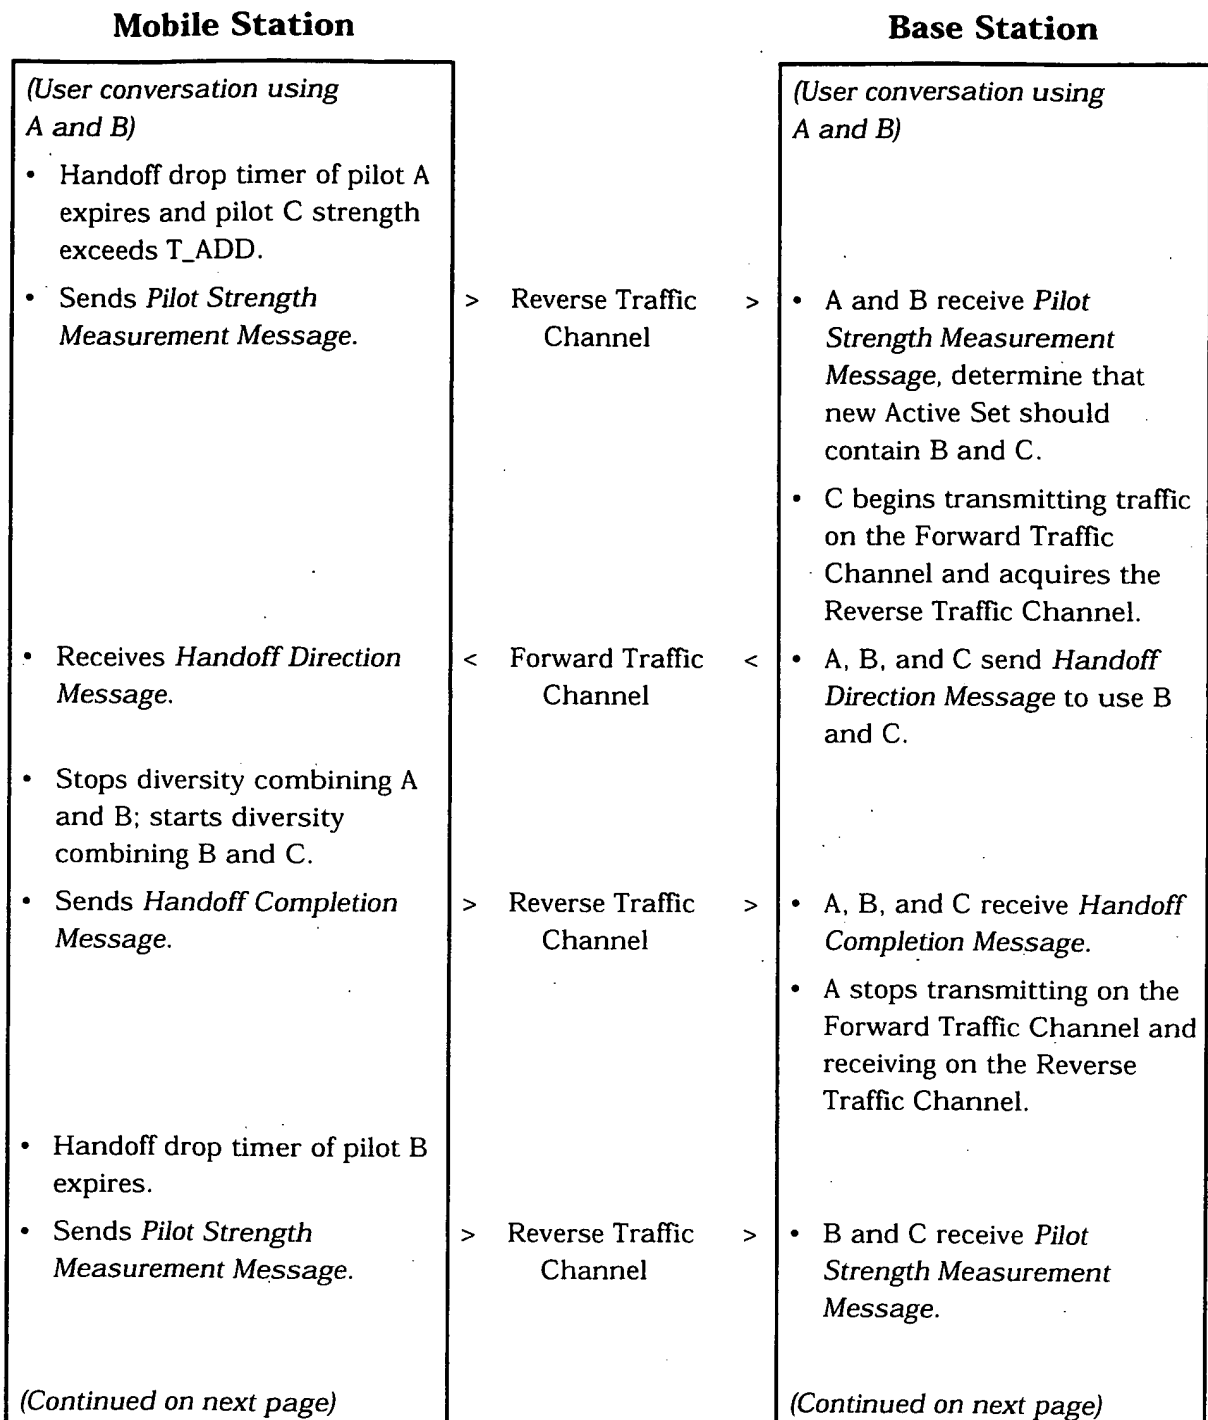 Mobile Station
Base Station
(User conversation using
A and B)
(User conversation using
A and B)
• Handoff drop timer of pilot A
expires and pilot C strength
exceeds T_ADD.
• Sends Pilot Strength
Measurement Message.
> Reverse Traffic >
Channel
• A and B receive Pilot
Strength Measurement
Message, determine that
new Active Set should
contain B and C.
• C begins transmitting traffic
on the Forward Traffic
Channel and acquires the
Reverse Traffic Channel.
• Receives Handoff Direction
Message.
< Forward Traffic <
Channel
• A, B, and C send Handoff
Direction Message to use B
and C.
• Stops diversity combining A
and B; starts diversity
combining B and C.
• Sends Handoff Completion
Message.
> Reverse Traffic >
Channel
• A, B, and C receive Handoff
Completion Message.
• A stops transmitting on the
Forward Traffic Channel and
receiving on the Reverse
Traffic Channel.
• Handoff drop timer of pilot B
expires.
• Sends Pilot Strength
Measurement Message.
> Reverse Traffic >
Channel
• B and C receive Pilot
Strength Measurement
Message.
(Continued on next page)
(Continued on next page)